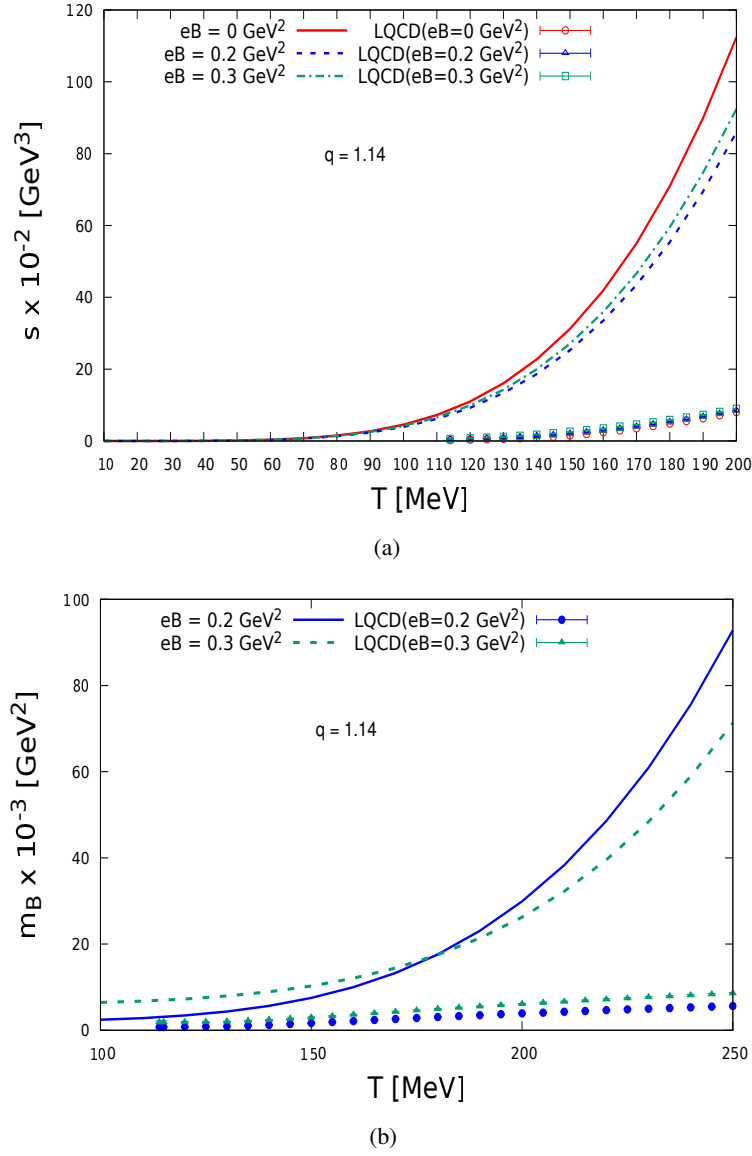 120
100
80
60
40
20
0
s x 10⁻² [GeV³]
eB = 0 GeV²
eB = 0.2 GeV²
eB = 0.3 GeV²
LQCD(eB=0 GeV²)
LQCD(eB=0.2 GeV²)
LQCD(eB=0.3 GeV²)
q = 1.14
10 20 30 40 50 60 70 80 90 100 110 120 130 140 150 160 170 180 190 200
T [MeV]
(a)
100
80
60
40
20
0
m_B x 10⁻³ [GeV²]
eB = 0.2 GeV²
eB = 0.3 GeV²
LQCD(eB=0.2 GeV²)
LQCD(eB=0.3 GeV²)
q = 1.14
100 150 200 250
T [MeV]
(b)